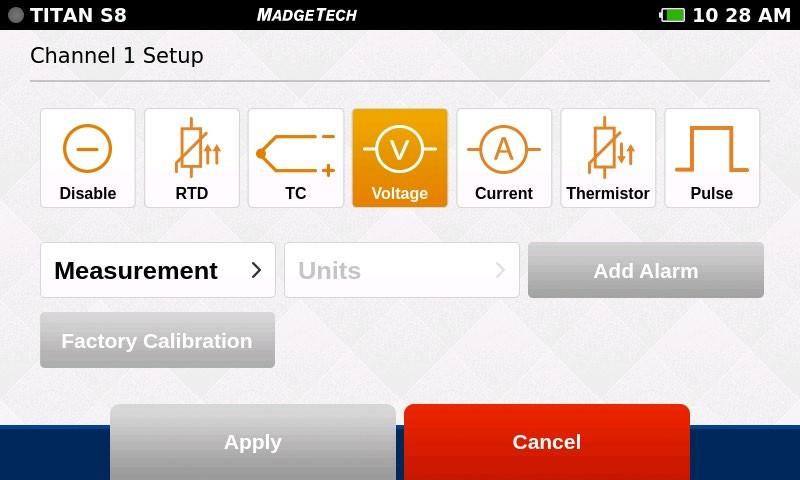 TITAN S8 MADGETECH 10 28 AM
Channel 1 Setup
Disable RTD TC V Voltage A Current Thermistor Pulse
Measurement Units Add Alarm
Factory Calibration
Apply Cancel